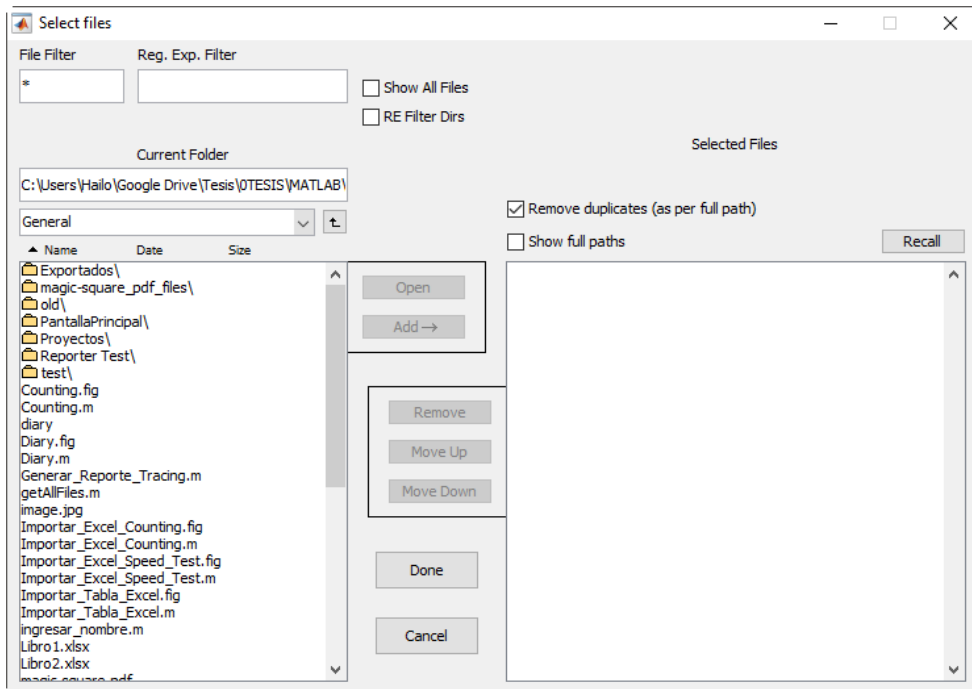 Select files
File Filter
Reg. Exp. Filter
*
Show All Files
RE Filter Dirs
Selected Files
Current Folder
C:\Users\Hailo\Google Drive\Tesis\0TESIS\MATLAB\
General
Remove duplicates (as per full path)
Show full paths
Recall
Name Date Size
Exportados\
magic-square_pdf_files\
old\
PantallaPrincipal\
Proyectos\
Reporter Test\
test\
Counting.fig
Counting.m
diary
Diary.fig
Diary.m
Generar_Reporte_Tracing.m
getAllFiles.m
image.jpg
Importar_Excel_Counting.fig
Importar_Excel_Counting.m
Importar_Excel_Speed_Test.fig
Importar_Excel_Speed_Test.m
Importar_Tabla_Excel.fig
Importar_Tabla_Excel.m
ingresar_nombre.m
Libro1.xlsx
Libro2.xlsx
magic-square.pdf
Open
Add →
Remove
Move Up
Move Down
Done
Cancel